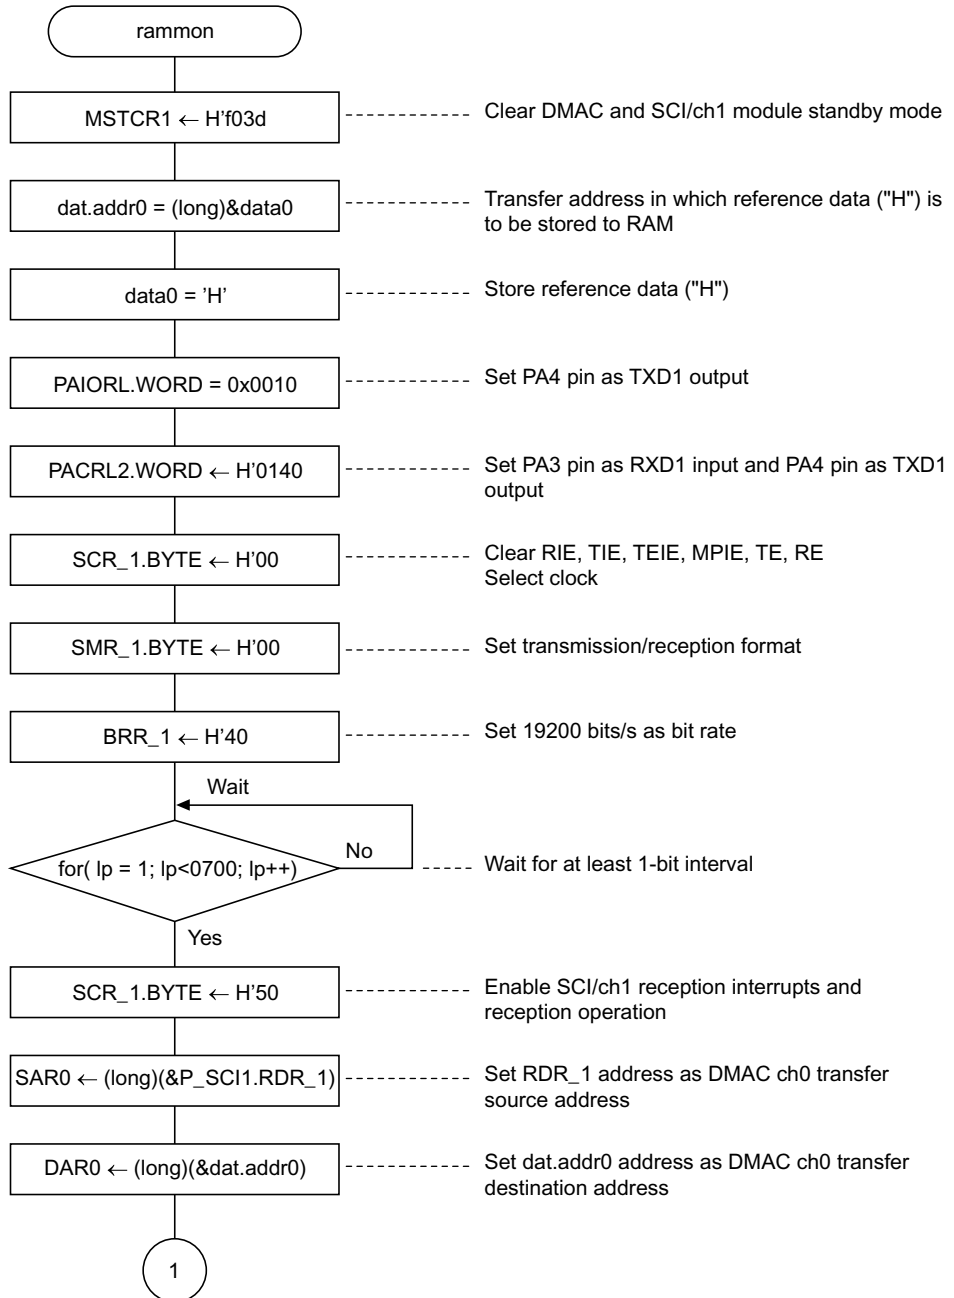 rammon
MSTCR1 ← H'f03d
Clear DMAC and SCI/ch1 module standby mode
dat.addr0 = (long)&data0
Transfer address in which reference data ("H") is
to be stored to RAM
data0 = 'H'
Store reference data ("H")
PAIORL.WORD = 0x0010
Set PA4 pin as TXD1 output
PACRL2.WORD ← H'0140
Set PA3 pin as RXD1 input and PA4 pin as TXD1
output
SCR_1.BYTE ← H'00
Clear RIE, TIE, TEIE, MPIE, TE, RE
Select clock
SMR_1.BYTE ← H'00
Set transmission/reception format
BRR_1 ← H'40
Set 19200 bits/s as bit rate
Wait
for( lp = 1; lp<0700; lp++)
No
Wait for at least 1-bit interval
Yes
SCR_1.BYTE ← H'50
Enable SCI/ch1 reception interrupts and
reception operation
SAR0 ← (long)(&P_SCI1.RDR_1)
Set RDR_1 address as DMAC ch0 transfer
source address
DAR0 ← (long)(&dat.addr0)
Set dat.addr0 address as DMAC ch0 transfer
destination address
1